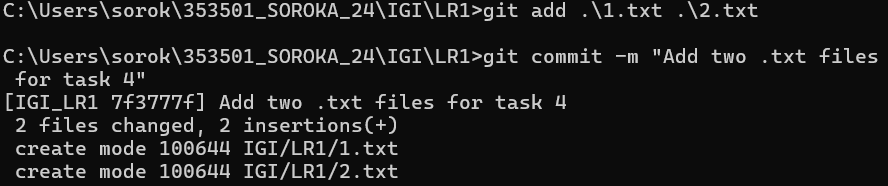 C:\Users\sorok\353501_SOROKA_24\IGI\LR1>git add .\1.txt .\2.txt
C:\Users\sorok\353501_SOROKA_24\IGI\LR1>git commit -m "Add two .txt files
 for task 4"
[IGI_LR1 7f3777f] Add two .txt files for task 4
 2 files changed, 2 insertions(+)
 create mode 100644 IGI/LR1/1.txt
 create mode 100644 IGI/LR1/2.txt